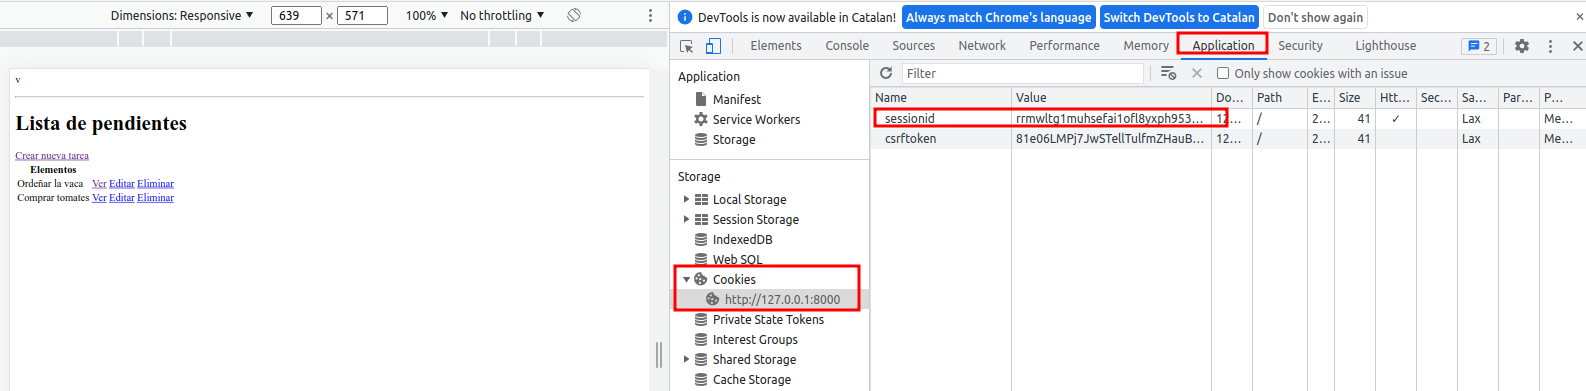 Dimensions: Responsive ▼ 639 × 571 100% ▼ No throttling ▼
v
Lista de pendientes
Crear nueva tarea
Elementos
Ordeñar la vaca Ver Editar Eliminar
Comprar tomates Ver Editar Eliminar
DevTools is now available in Catalan! Always match Chrome's language Switch DevTools to Catalan Don't show again
Elements Console Sources Network Performance Memory Application Security Lighthouse 2
Application
Manifest
Service Workers
Storage
Storage
Local Storage
Session Storage
IndexedDB
Web SQL
Cookies
http://127.0.0.1:8000
Private State Tokens
Interest Groups
Shared Storage
Cache Storage
Filter Only show cookies with an issue
Name Value Do... Path E... Size Htt... Sec... Sa... Par... P...
sessionid rrmwltg1muhsefai1ofl8yxph953... 12... / 2... 41 ✓ Lax Me...
csrftoken 81e06LMPj7JwSTellTulfmZHauB... 12... / 2... 41 Lax Me...